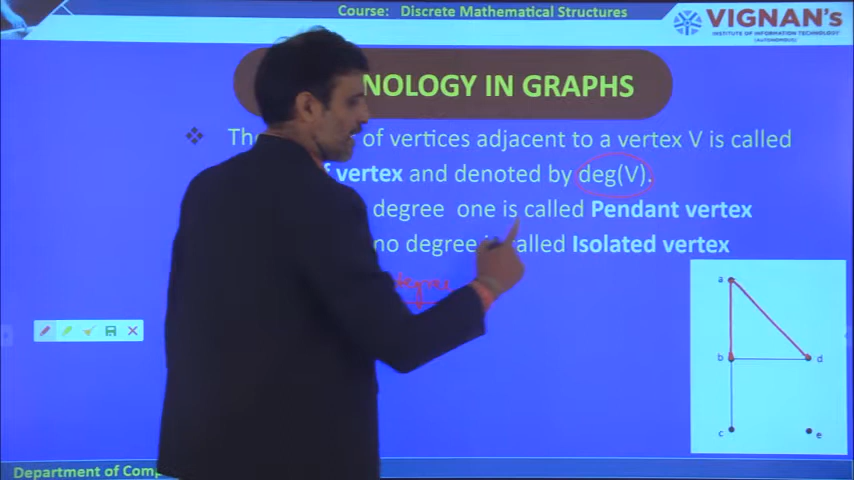 Course: Discrete Mathematical Structures
VIGNAN's
INSTITUTE OF INFORMATION TECHNOLOGY
(AUTONOMOUS)
NOLOGY IN GRAPHS
The of vertices adjacent to a vertex V is called
vertex and denoted by deg(V).
degree one is called Pendant vertex
no degree is called Isolated vertex
degree
a
b d
c e
Department of Comp